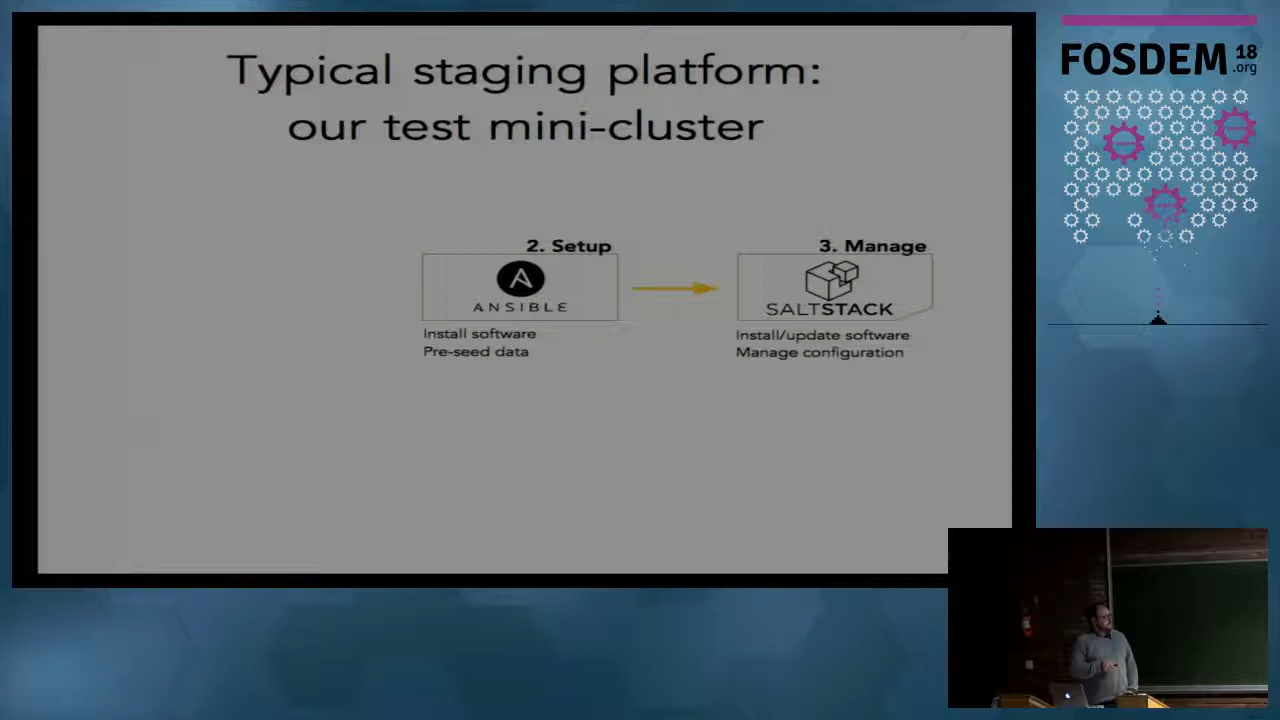 Typical staging platform:
our test mini-cluster
2. Setup
ANSIBLE
Install software
Pre-seed data
3. Manage
SALTSTACK
Install/update software
Manage configuration
FOSDEM 18
.org